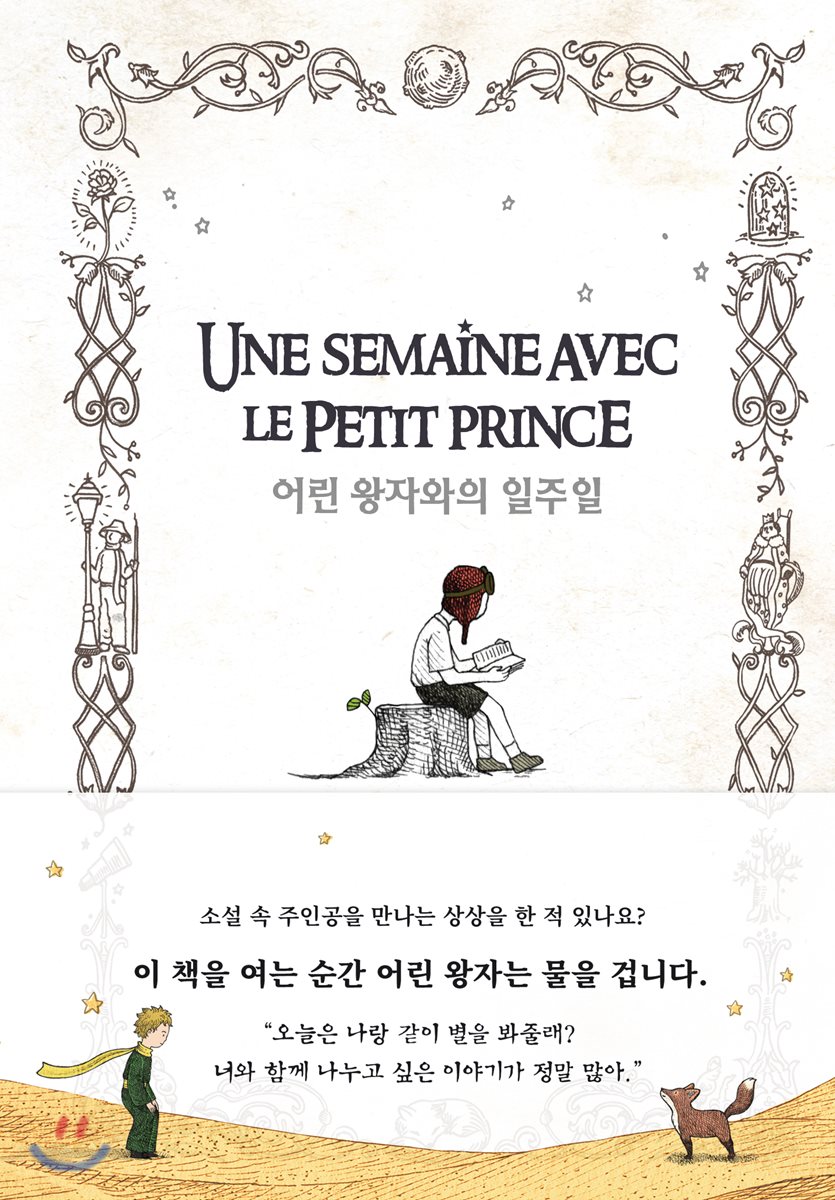 UNE SEMAINE AVEC
LE PETIT PRINCE
어린 왕자와의 일주일
소설 속 주인공을 만나는 상상을 한 적 있나요?
이 책을 여는 순간 어린 왕자는 물을 겁니다.
“오늘은 나랑 같이 별을 봐줄래?
너와 함께 나누고 싶은 이야기가 정말 많아.”